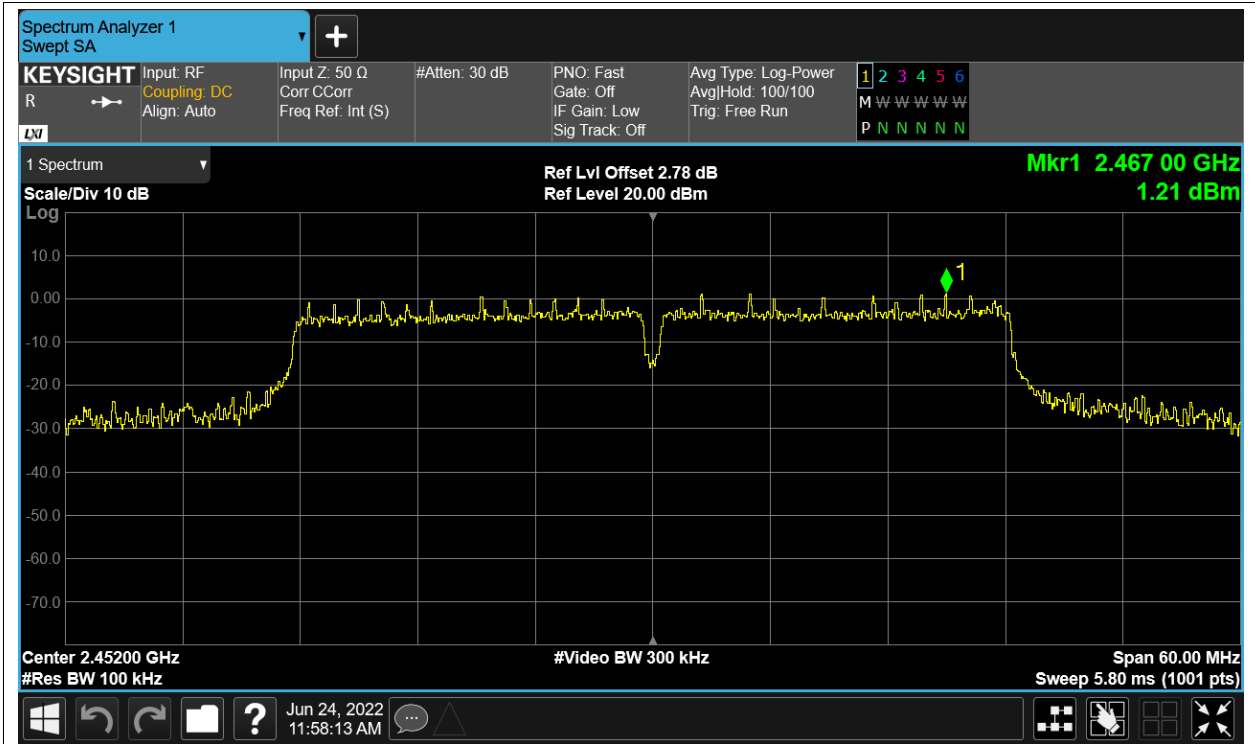 Spectrum Analyzer 1
Swept SA
KEYSIGHT
R
LXI
Input: RF
Coupling: DC
Align: Auto
Input Z: 50 Ω
Corr CCorr
Freq Ref: Int (S)
#Atten: 30 dB
PNO: Fast
Gate: Off
IF Gain: Low
Sig Track: Off
Avg Type: Log-Power
Avg|Hold: 100/100
Trig: Free Run
1 2 3 4 5 6
M W W W W W
P N N N N N
1 Spectrum
Scale/Div 10 dB
Log
Ref Lvl Offset 2.78 dB
Ref Level 20.00 dBm
Mkr1 2.467 00 GHz
1.21 dBm
1
10.0
0.00
-10.0
-20.0
-30.0
-40.0
-50.0
-60.0
-70.0
Center 2.45200 GHz
#Res BW 100 kHz
#Video BW 300 kHz
Span 60.00 MHz
Sweep 5.80 ms (1001 pts)
?
Jun 24, 2022
11:58:13 AM